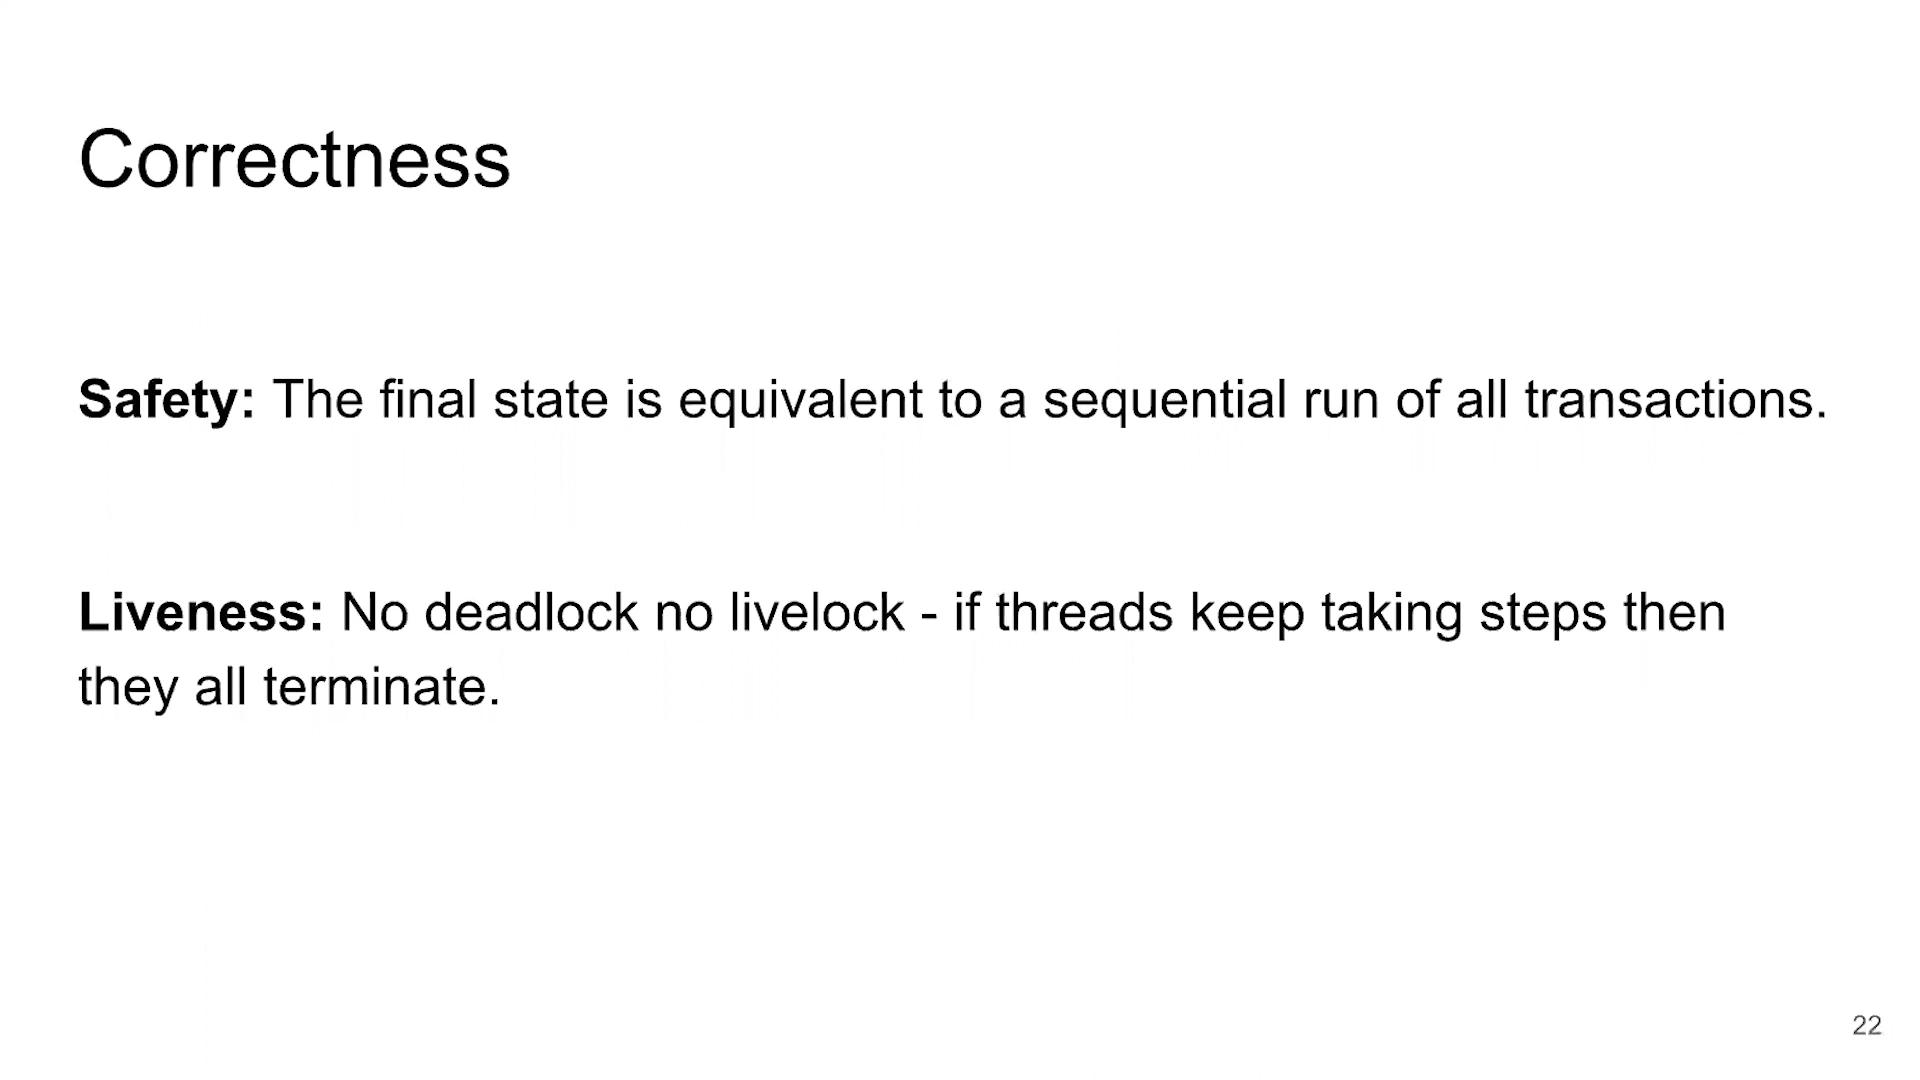 Correctness
Safety: The final state is equivalent to a sequential run of all transactions.
Liveness: No deadlock no livelock - if threads keep taking steps then
they all terminate.
22